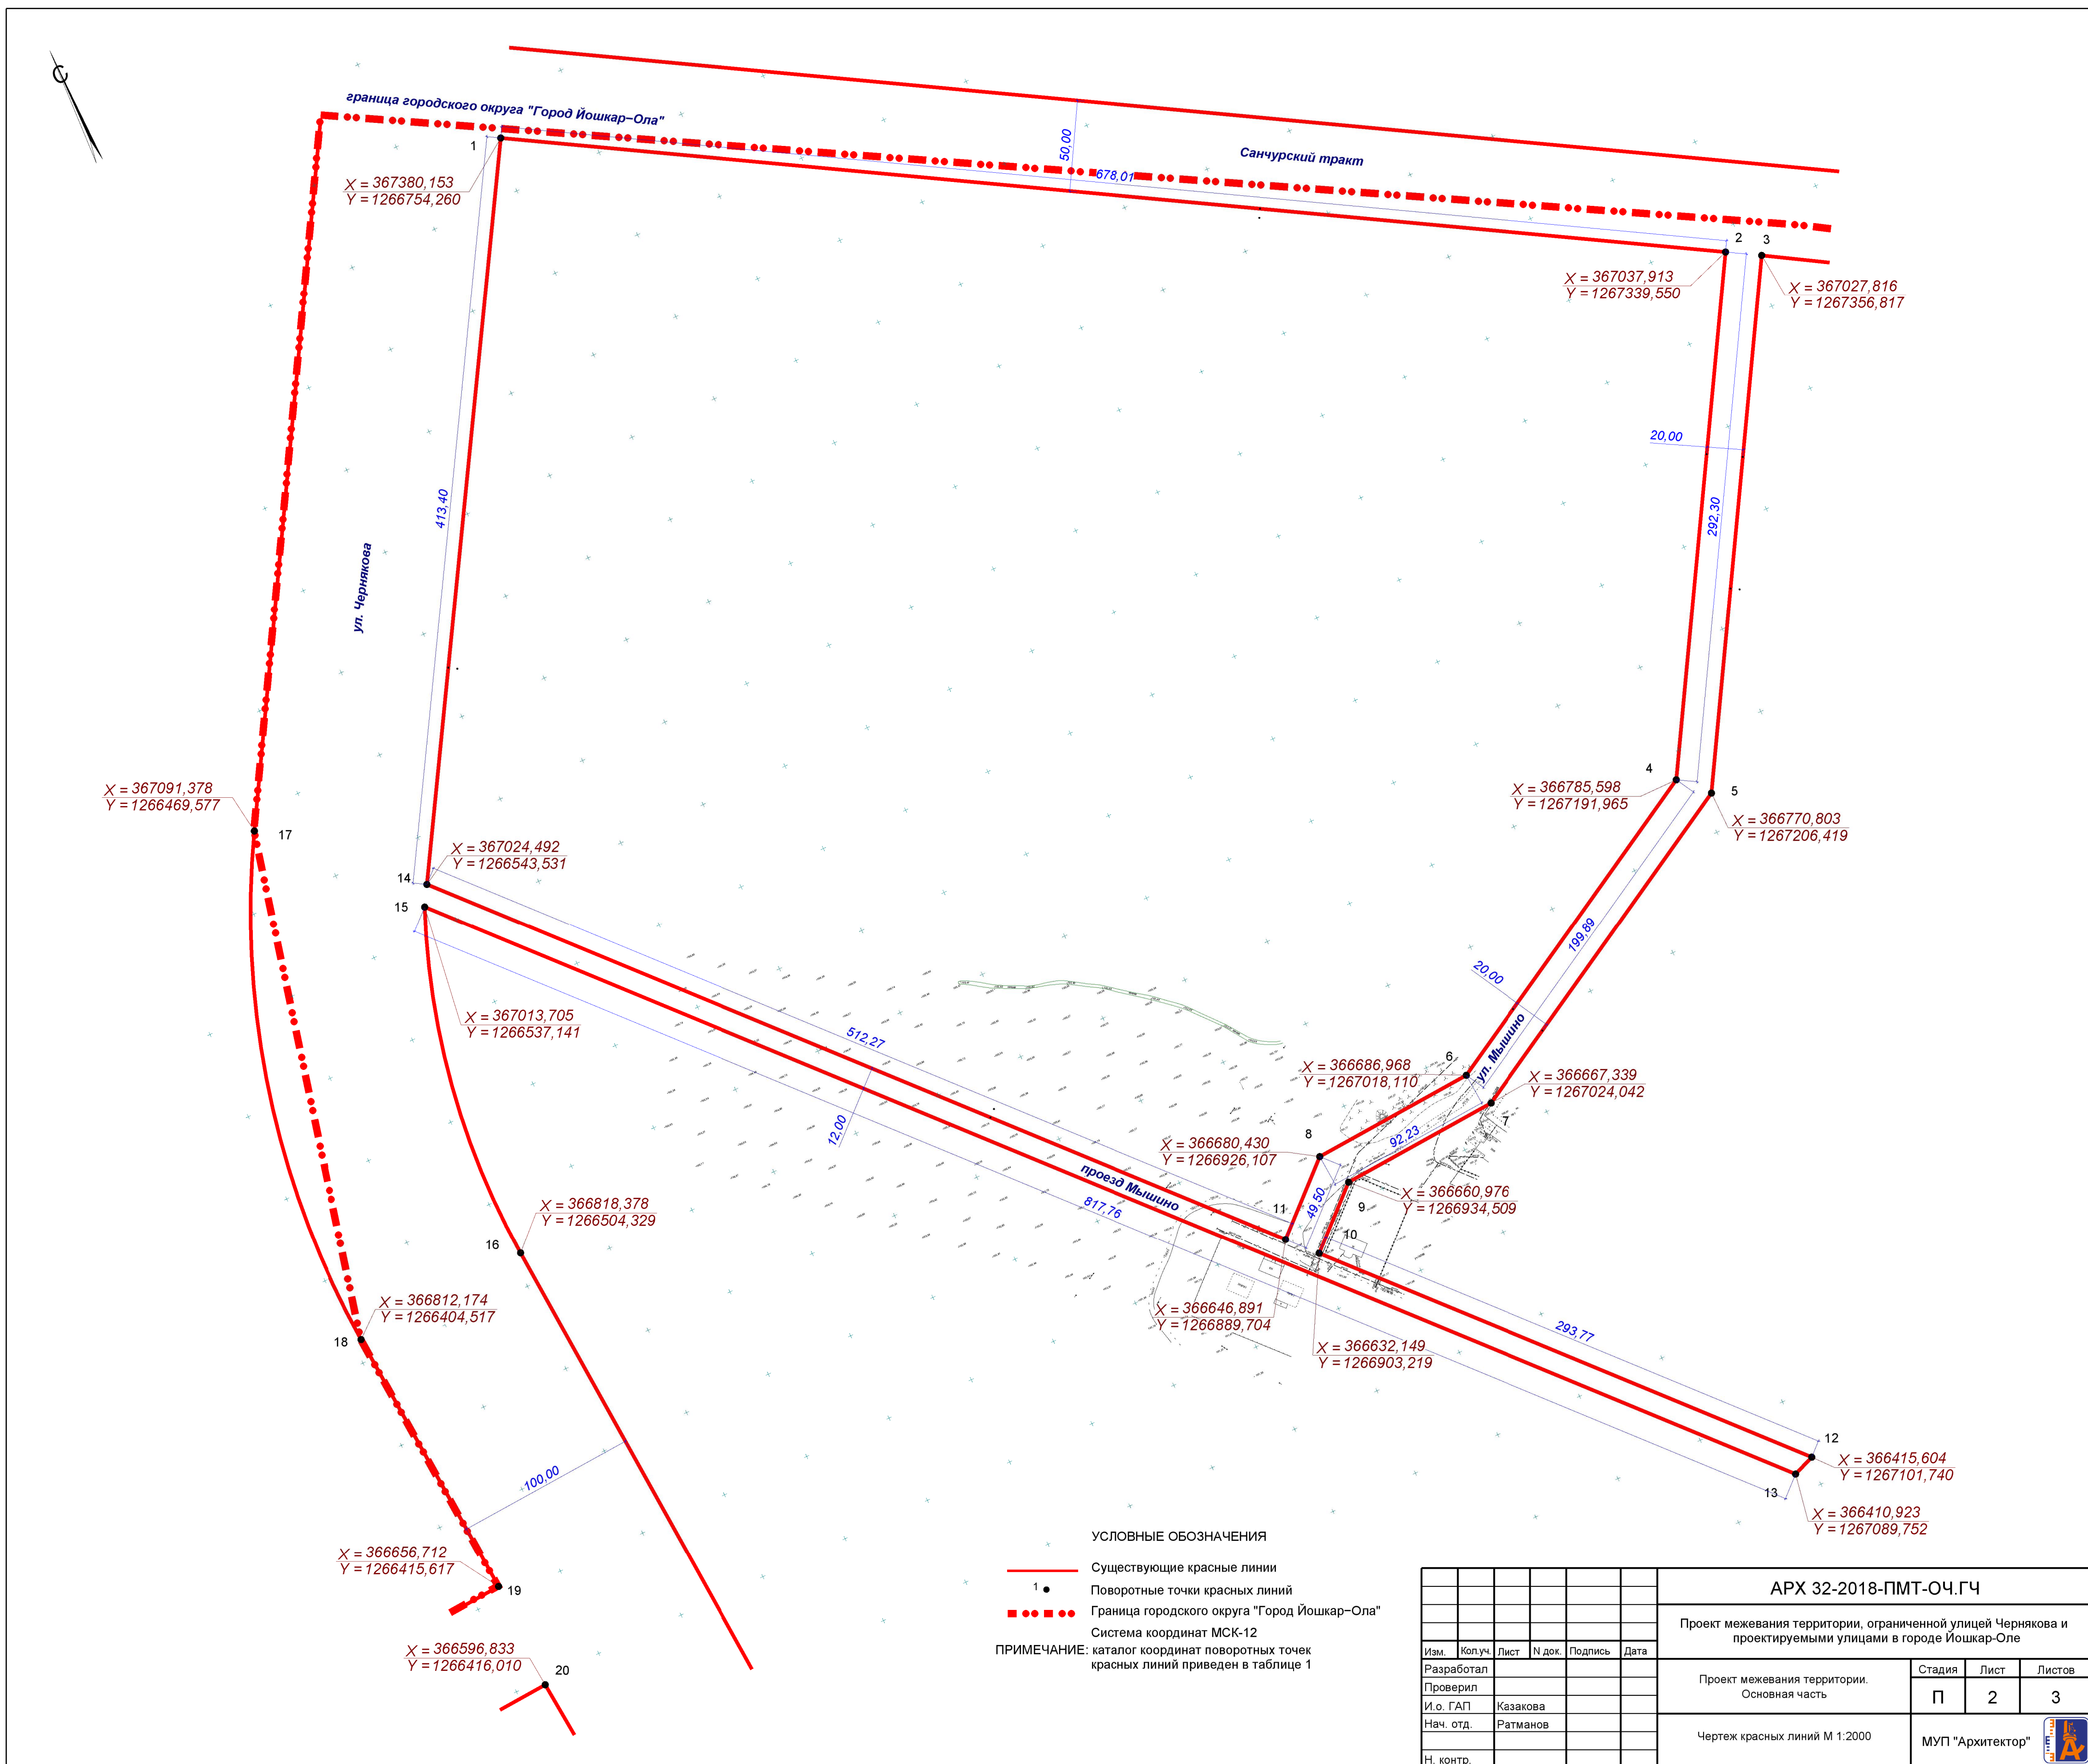 С
граница городского округа "Город Йошкар-Ола"
1
X = 367380,153
Y = 1266754,260
50,00
Санчурский тракт
678,01
2
3
X = 367037,913
Y = 1267339,550
X = 367027,816
Y = 1267356,817
20,00
413,40
292,30
ул. Чернякова
4
X = 366785,598
Y = 1267191,965
5
X = 366770,803
Y = 1267206,419
X = 367091,378
Y = 1266469,577
17
X = 367024,492
Y = 1266543,531
14
15
199,89
20,00
X = 367013,705
Y = 1266537,141
512,27
ул. Мышино
6
X = 366686,968
Y = 1267018,110
X = 366667,339
Y = 1267024,042
7
12,00
8
92,23
X = 366680,430
Y = 1266926,107
проезд Мышино
817,76
X = 366660,976
Y = 1266934,509
9
49,50
11
10
X = 366818,378
Y = 1266504,329
16
X = 366812,174
Y = 1266404,517
18
X = 366646,891
Y = 1266889,704
X = 366632,149
Y = 1266903,219
293,77
12
X = 366415,604
Y = 1267101,740
13
X = 366410,923
Y = 1267089,752
100,00
X = 366656,712
Y = 1266415,617
19
X = 366596,833
Y = 1266416,010
20
УСЛОВНЫЕ ОБОЗНАЧЕНИЯ
Существующие красные линии
1 Поворотные точки красных линий
Граница городского округа "Город Йошкар-Ола"
Система координат МСК-12
ПРИМЕЧАНИЕ: каталог координат поворотных точек
красных линий приведен в таблице 1
АРХ 32-2018-ПМТ-ОЧ.ГЧ
Проект межевания территории, ограниченной улицей Чернякова и
проектируемыми улицами в городе Йошкар-Оле
Изм. Кол.уч. Лист N док. Подпись Дата
Разработал
Проверил
И.о. ГАП Казакова
Нач. отд. Ратманов
Н. контр.
Проект межевания территории.
Основная часть
Стадия Лист Листов
П 2 3
Чертеж красных линий М 1:2000
МУП "Архитектор"